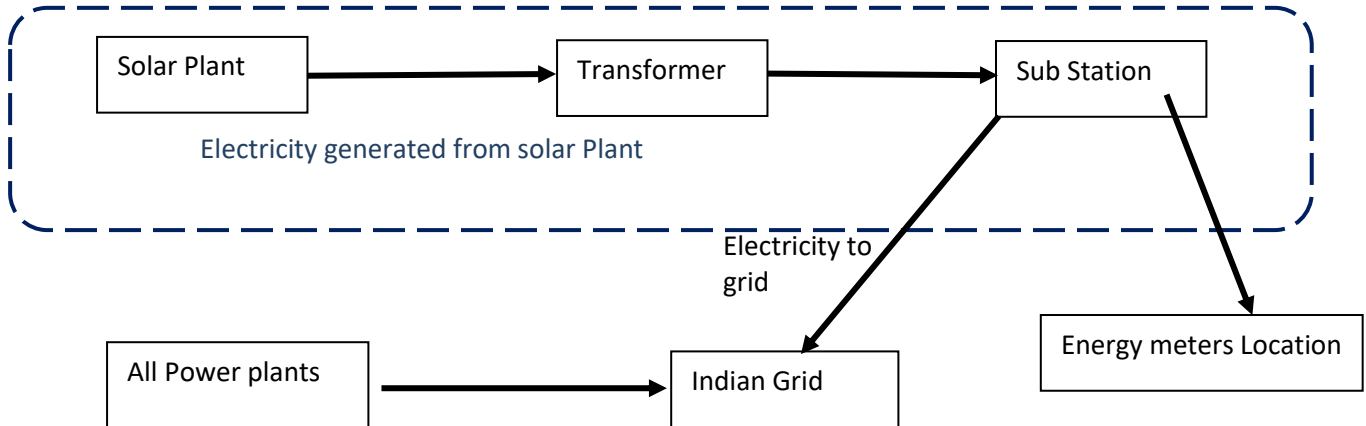 Solar Plant
Transformer
Sub Station
Electricity generated from solar Plant
Electricity to
grid
Energy meters Location
All Power plants
Indian Grid